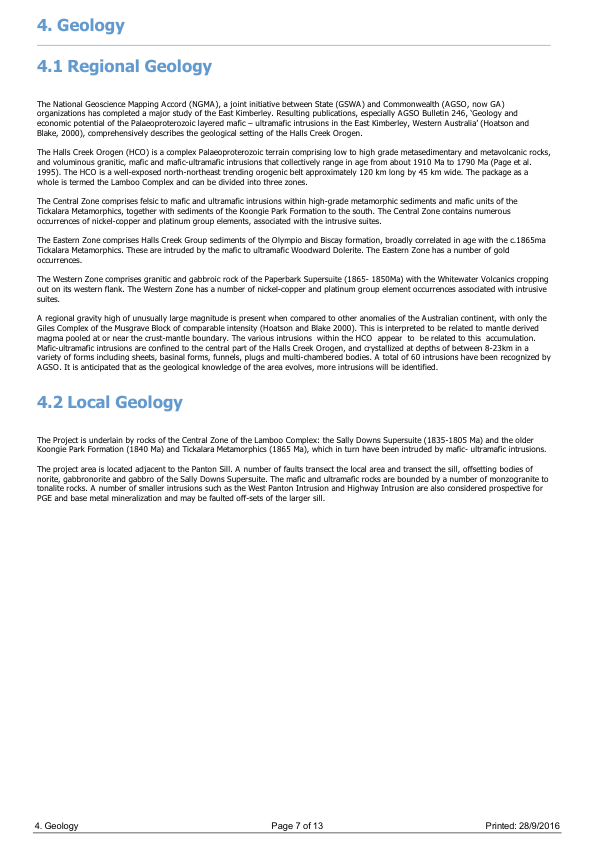 4. Geology
4.1 Regional Geology
The National Geoscience Mapping Accord (NGMA), a joint initiative between State (GSWA) and Commonwealth (AGSO, now GA)
organizations has completed a major study of the East Kimberley. Resulting publications, especially AGSO Bulletin 246, ‘Geology and
economic potential of the Palaeoproterozoic layered mafic – ultramafic intrusions in the East Kimberley, Western Australia’ (Hoatson and
Blake, 2000), comprehensively describes the geological setting of the Halls Creek Orogen.
The Halls Creek Orogen (HCO) is a complex Palaeoproterozoic terrain comprising low to high grade metasedimentary and metavolcanic rocks,
and voluminous granitic, mafic and mafic-ultramafic intrusions that collectively range in age from about 1910 Ma to 1790 Ma (Page et al.
1995). The HCO is a well-exposed north-northeast trending orogenic belt approximately 120 km long by 45 km wide. The package as a
whole is termed the Lamboo Complex and can be divided into three zones.
The Central Zone comprises felsic to mafic and ultramafic intrusions within high-grade metamorphic sediments and mafic units of the
Tickalara Metamorphics, together with sediments of the Koongie Park Formation to the south. The Central Zone contains numerous
occurrences of nickel-copper and platinum group elements, associated with the intrusive suites.
The Eastern Zone comprises Halls Creek Group sediments of the Olympio and Biscay formation, broadly correlated in age with the c.1865ma
Tickalara Metamorphics. These are intruded by the mafic to ultramafic Woodward Dolerite. The Eastern Zone has a number of gold
occurrences.
The Western Zone comprises granitic and gabbroic rock of the Paperbark Supersuite (1865- 1850Ma) with the Whitewater Volcanics cropping
out on its western flank. The Western Zone has a number of nickel-copper and platinum group element occurrences associated with intrusive
suites.
A regional gravity high of unusually large magnitude is present when compared to other anomalies of the Australian continent, with only the
Giles Complex of the Musgrave Block of comparable intensity (Hoatson and Blake 2000). This is interpreted to be related to mantle derived
magma pooled at or near the crust-mantle boundary. The various intrusions within the HCO appear to be related to this accumulation.
Mafic-ultramafic intrusions are confined to the central part of the Halls Creek Orogen, and crystallized at depths of between 8-23km in a
variety of forms including sheets, basinal forms, funnels, plugs and multi-chambered bodies. A total of 60 intrusions have been recognized by
AGSO. It is anticipated that as the geological knowledge of the area evolves, more intrusions will be identified.
4.2 Local Geology
The Project is underlain by rocks of the Central Zone of the Lamboo Complex: the Sally Downs Supersuite (1835-1805 Ma) and the older
Koongie Park Formation (1840 Ma) and Tickalara Metamorphics (1865 Ma), which in turn have been intruded by mafic- ultramafic intrusions.
The project area is located adjacent to the Panton Sill. A number of faults transect the local area and transect the sill, offsetting bodies of
norite, gabbronorite and gabbro of the Sally Downs Supersuite. The mafic and ultramafic rocks are bounded by a number of monzogranite to
tonalite rocks. A number of smaller intrusions such as the West Panton Intrusion and Highway Intrusion are also considered prospective for
PGE and base metal mineralization and may be faulted off-sets of the larger sill.
4. Geology Page 7 of 13 Printed: 28/9/2016